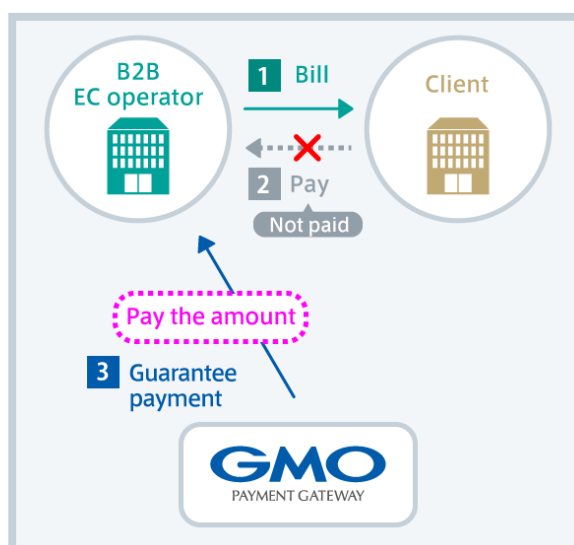 B2B
EC operator
1 Bill
Client
2 Pay
Not paid
Pay the amount
3 Guarantee
payment
GMO
PAYMENT GATEWAY